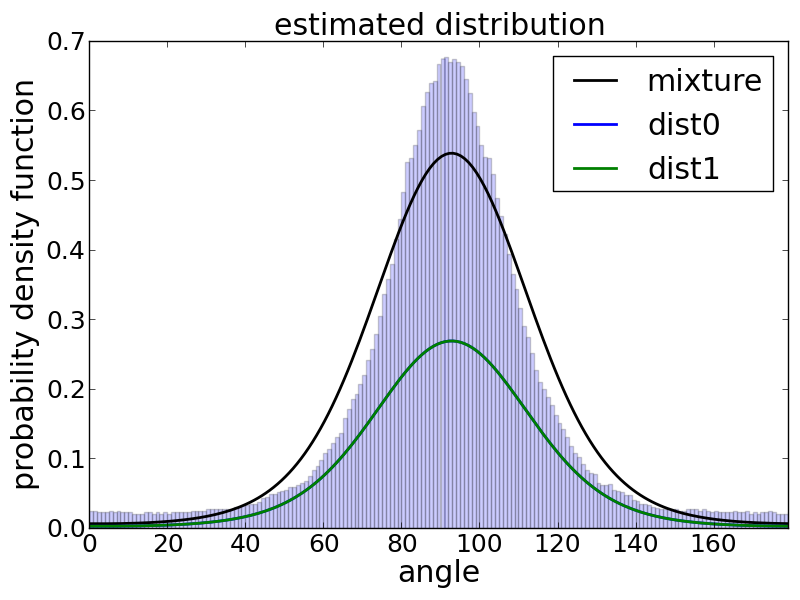 estimated distribution
probability density function
0.7
0.6
0.5
0.4
0.3
0.2
0.1
0.0
mixture
dist0
dist1
0 20 40 60 80 100 120 140 160
angle